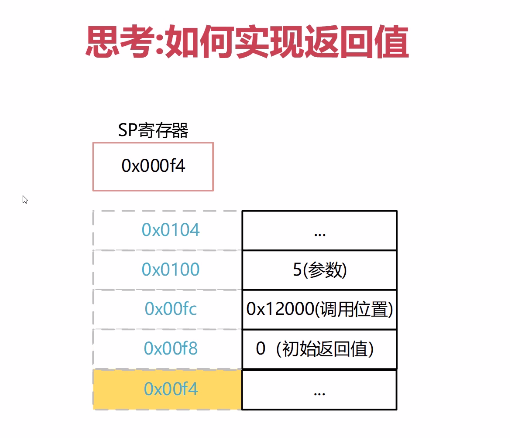 思考:如何实现返回值
SP寄存器
0x000f4
0x0104 ...
0x0100 5(参数)
0x00fc 0x12000(调用位置)
0x00f8 0（初始返回值）
0x00f4 ...